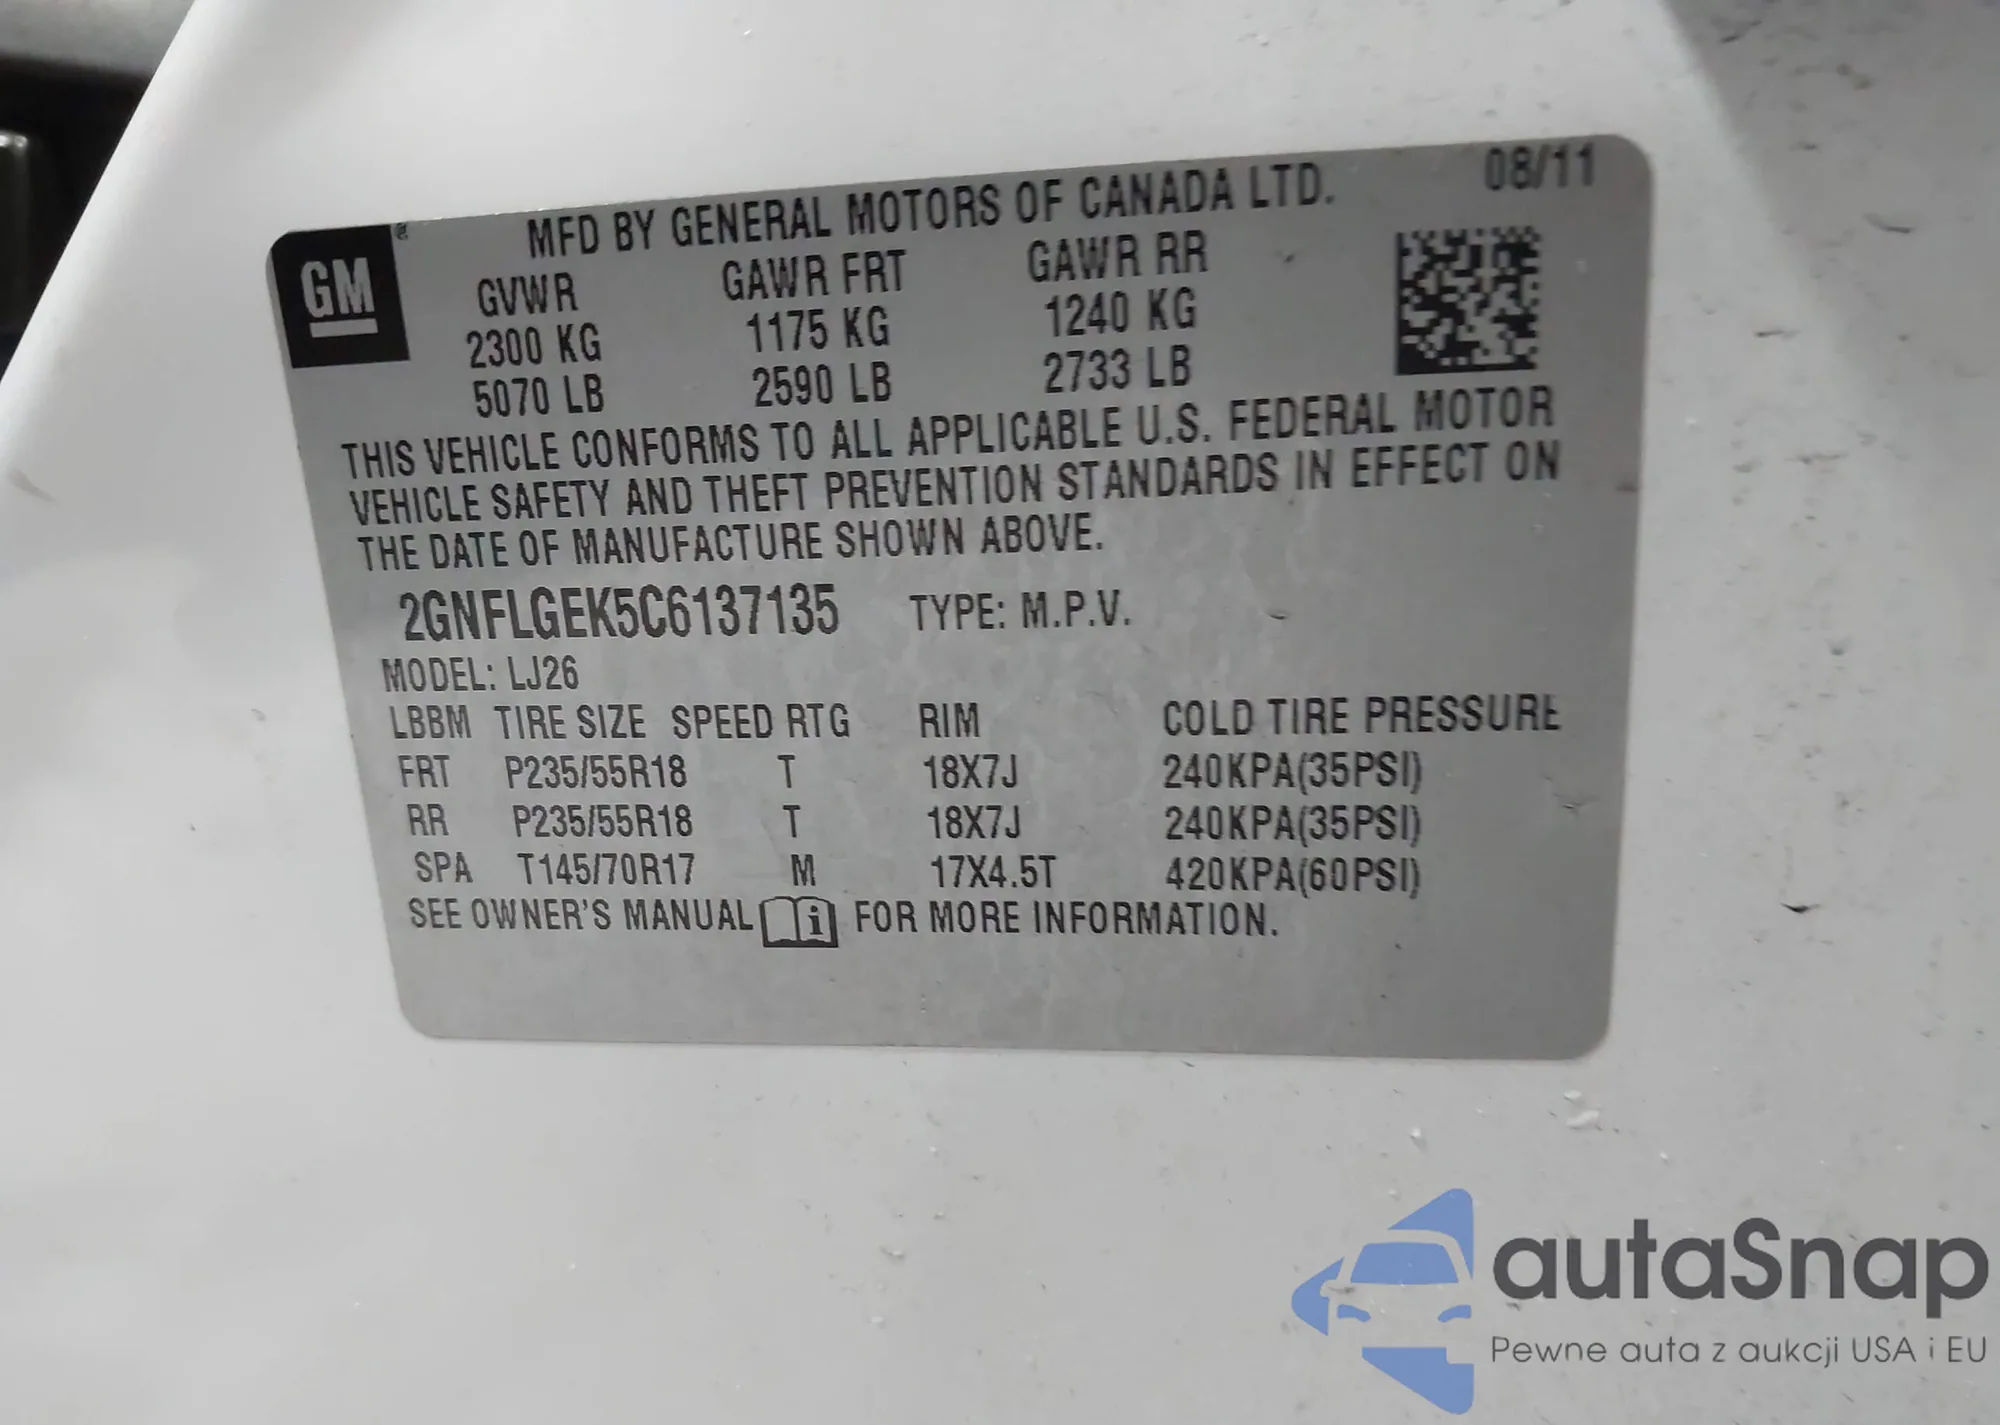 MFD BY GENERAL MOTORS OF CANADA LTD. 08/11
GM
GVWR GAWR FRT GAWR RR
2300 KG 1175 KG 1240 KG
5070 LB 2590 LB 2733 LB
THIS VEHICLE CONFORMS TO ALL APPLICABLE U.S. FEDERAL MOTOR
VEHICLE SAFETY AND THEFT PREVENTION STANDARDS IN EFFECT ON
THE DATE OF MANUFACTURE SHOWN ABOVE.
2GNFLGEK5C6137135 TYPE: M.P.V.
MODEL: LJ26
LBBM TIRE SIZE SPEED RTG RIM COLD TIRE PRESSURE
FRT P235/55R18 T 18X7J 240KPA(35PSI)
RR P235/55R18 T 18X7J 240KPA(35PSI)
SPA T145/70R17 M 17X4.5T 420KPA(60PSI)
SEE OWNER'S MANUAL i FOR MORE INFORMATION.
autaSnap
Pewne auta z aukcji USA i EU